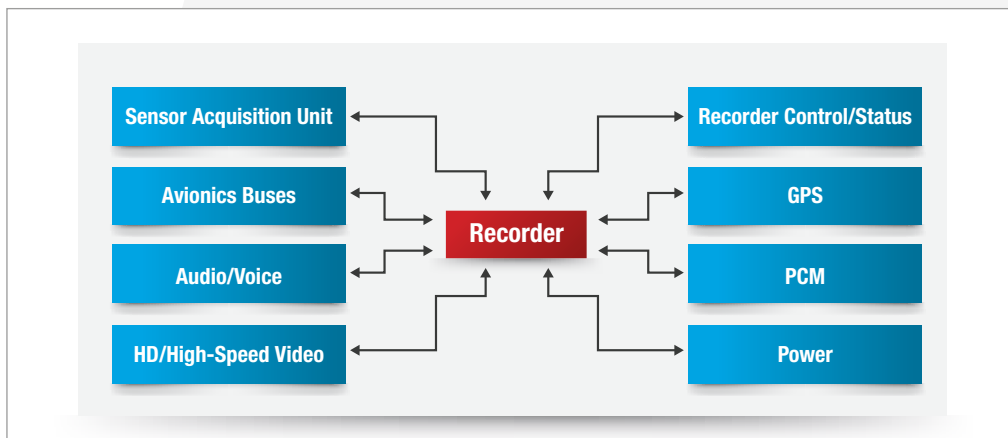 Sensor Acquisition Unit
Avionics Buses
Audio/Voice
HD/High-Speed Video
Recorder
Recorder Control/Status
GPS
PCM
Power